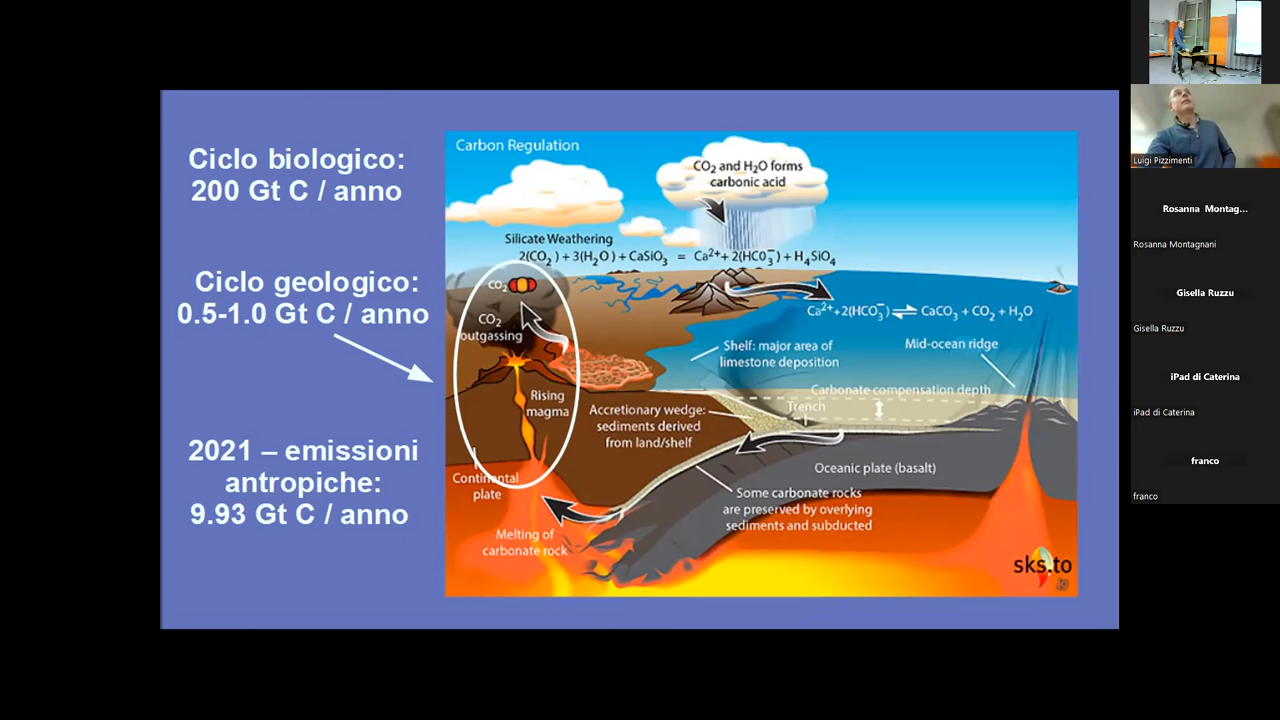 Ciclo biologico:
200 Gt C / anno
Ciclo geologico:
0.5-1.0 Gt C / anno
2021 – emissioni
antropiche:
9.93 Gt C / anno
Carbon Regulation
CO₂ and H₂O forms
carbonic acid
Silicate Weathering
2(CO₂) + 3(H₂O) + CaSiO₃ = Ca²⁺+ 2(HCO₃⁻) + H₄SiO₄
CO₂
CO₂
outgassing
Ca²⁺+2(HCO₃⁻) ⇌ CaCO₃ + CO₂ + H₂O
Shelf: major area of
limestone deposition
Mid-ocean ridge
Carbonate compensation depth
Trench
Rising
magma
Accretionary wedge:
sediments derived
from land/shelf
Oceanic plate (basalt)
Continental
plate
Some carbonate rocks
are preserved by overlying
sediments and subducted
Melting of
carbonate rock
sks.to
Luigi Pizzimenti
Rosanna Montag...
Rosanna Montagnani
Gisella Ruzzu
Gisella Ruzzu
iPad di Caterina
iPad di Caterina
franco
franco